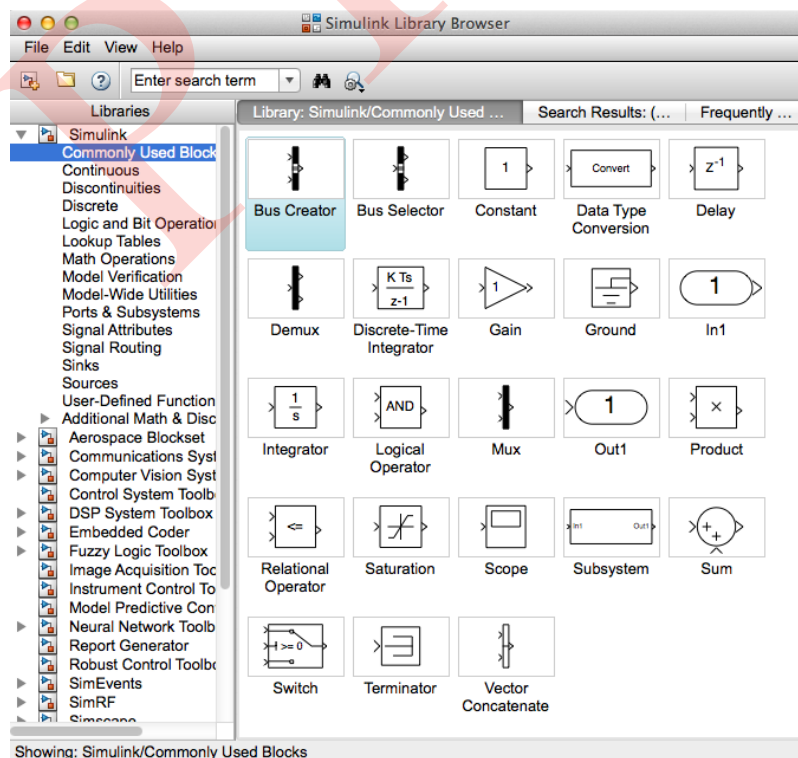 Simulink Library Browser
File Edit View Help
Enter search term
Libraries
Library: Simulink/Commonly Used ...
Search Results: (...
Frequently ...
Simulink
Commonly Used Block
Continuous
Discontinuities
Discrete
Logic and Bit Operation
Lookup Tables
Math Operations
Model Verification
Model-Wide Utilities
Ports & Subsystems
Signal Attributes
Signal Routing
Sinks
Sources
User-Defined Function
Additional Math & Disc
Aerospace Blockset
Communications Syst
Computer Vision Syst
Control System Toolb
DSP System Toolbox
Embedded Coder
Fuzzy Logic Toolbox
Image Acquisition Too
Instrument Control To
Model Predictive Con
Neural Network Toolb
Report Generator
Robust Control Toolbo
SimEvents
SimRF
Simscape
1 Convert z-1
Bus Creator Bus Selector Constant Data Type Delay
Conversion
K Ts
z-1
1 1
Demux Discrete-Time Gain Ground In1
Integrator
1
s
AND 1 ×
Integrator Logical Mux Out1 Product
Operator
<= In1 Out1 + +
Relational Saturation Scope Subsystem Sum
Operator
>= 0
Switch Terminator Vector
Concatenate
Showing: Simulink/Commonly Used Blocks